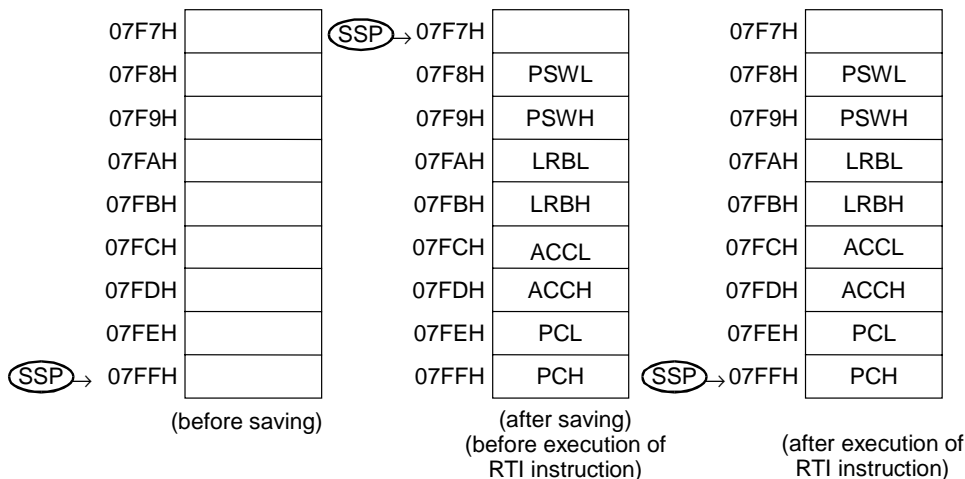 07F7H SSP → 07F7H 07F7H
07F8H 07F8H PSWL 07F8H PSWL
07F9H 07F9H PSWH 07F9H PSWH
07FAH 07FAH LRBL 07FAH LRBL
07FBH 07FBH LRBH 07FBH LRBH
07FCH 07FCH ACCL 07FCH ACCL
07FDH 07FDH ACCH 07FDH ACCH
07FEH 07FEH PCL 07FEH PCL
SSP → 07FFH 07FFH PCH SSP → 07FFH PCH
(before saving)
(after saving)
(before execution of
RTI instruction)
(after execution of
RTI instruction)